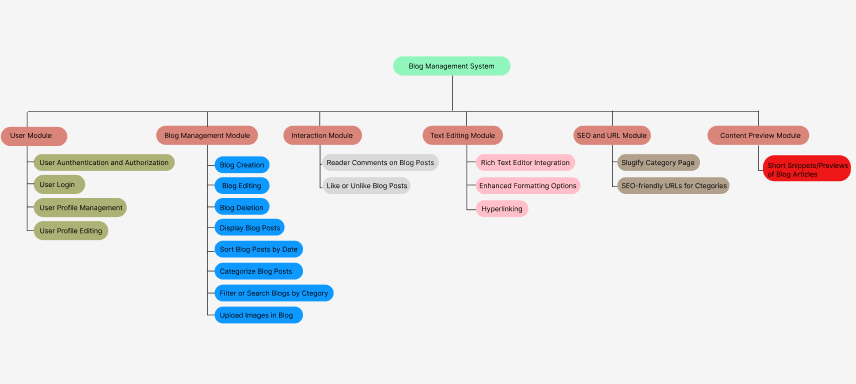 Blog Management System
User Module
Blog Management Module
Interaction Module
Text Editing Module
SEO and URL Module
Content Preview Module
User Aunthentication and Authorization
User Login
User Profile Management
User Profile Editing
Blog Creation
Blog Editing
Blog Deletion
Display Blog Posts
Sort Blog Posts by Date
Categorize Blog Posts
Filter or Search Blogs by Ctegory
Upload Images in Blog
Reader Comments on Blog Posts
Like or Unlike Blog Posts
Rich Text Editor Integration
Enhanced Formatting Options
Hyperlinking
Slugify Category Page
SEO-friendly URLs for Ctegories
Short Snippets/Previews
of Blog Articles